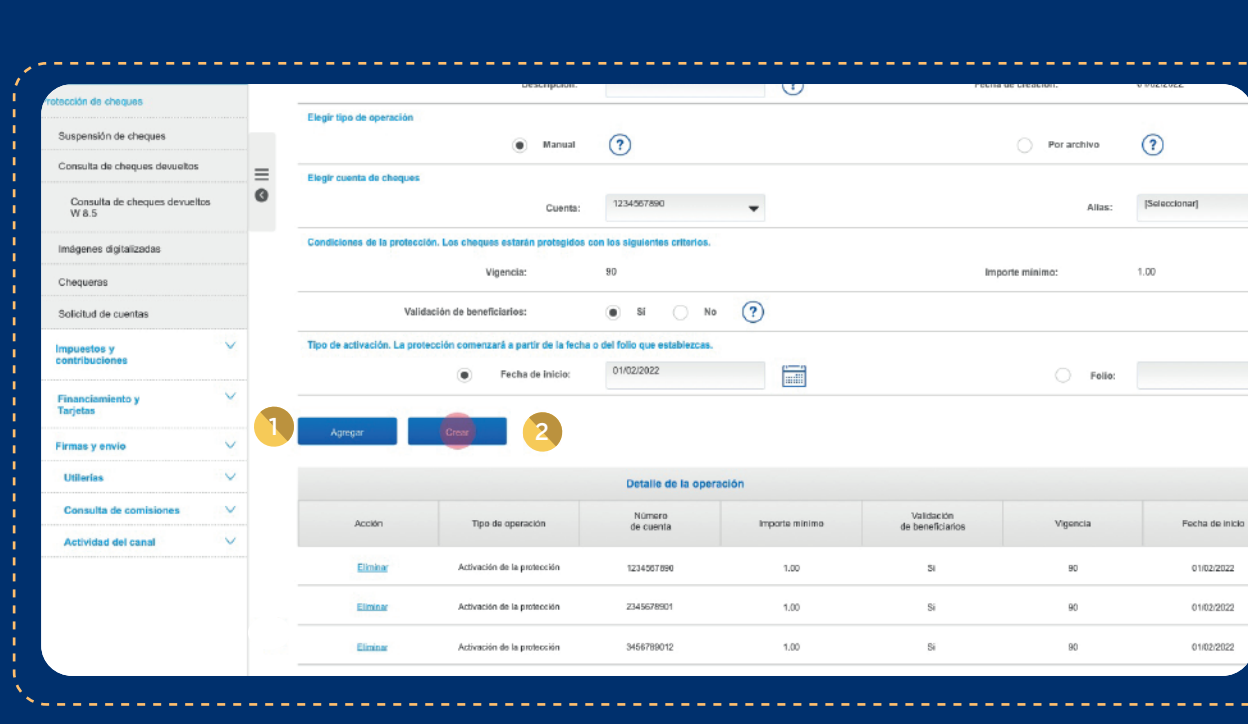 rotección de cheques
Descripción:
?
Fecha de creación:
01/02/2022
Elegir tipo de operación
Suspensión de cheques
Manual
?
Por archivo
?
Consulta de cheques devueltos
Elegir cuenta de cheques
Consulta de cheques devueltos
W 8.5
Cuenta:
1234567890
Alias:
[Seleccionar]
Imágenes digitalizadas
Condiciones de la protección. Los cheques estarán protegidos con los siguientes criterios.
Chequeras
Vigencia:
90
Importe mínimo:
1.00
Solicitud de cuentas
Validación de beneficiarios:
Sí
No
?
Impuestos y
contribuciones
Tipo de activación. La protección comenzará a partir de la fecha o del folio que establezcas.
Fecha de inicio:
01/02/2022
Folio:
Financiamiento y
Tarjetas
1
Agregar
Crear
2
Firmas y envío
Utilerías
Detalle de la operación
Consulta de comisiones
Actividad del canal
Acción
Tipo de operación
Número
de cuenta
Importe mínimo
Validación
de beneficiarios
Vigencia
Fecha de inicio
Eliminar
Activación de la protección
1234567890
1.00
Si
90
01/02/2022
Eliminar
Activación de la protección
2345678901
1.00
Si
90
01/02/2022
Eliminar
Activación de la protección
3456789012
1.00
Si
90
01/02/2022